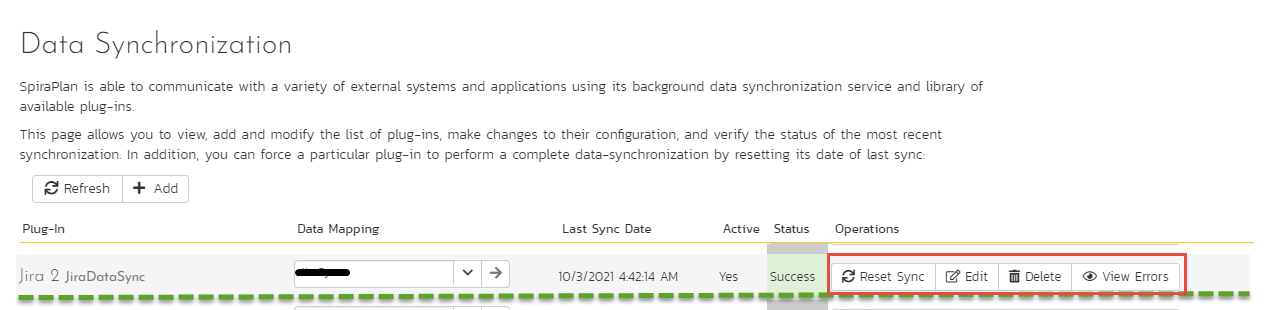 Data Synchronization
SpiraPlan is able to communicate with a variety of external systems and applications using its background data synchronization service and library of
available plug-ins.
This page allows you to view, add and modify the list of plug-ins, make changes to their configuration, and verify the status of the most recent
synchronization. In addition, you can force a particular plug-in to perform a complete data-synchronization by resetting its date of last sync:
Refresh Add
Plug-In Data Mapping Last Sync Date Active Status Operations
Jira 2 JiraDataSync 10/3/2021 4:42:14 AM Yes Success Reset Sync Edit Delete View Errors